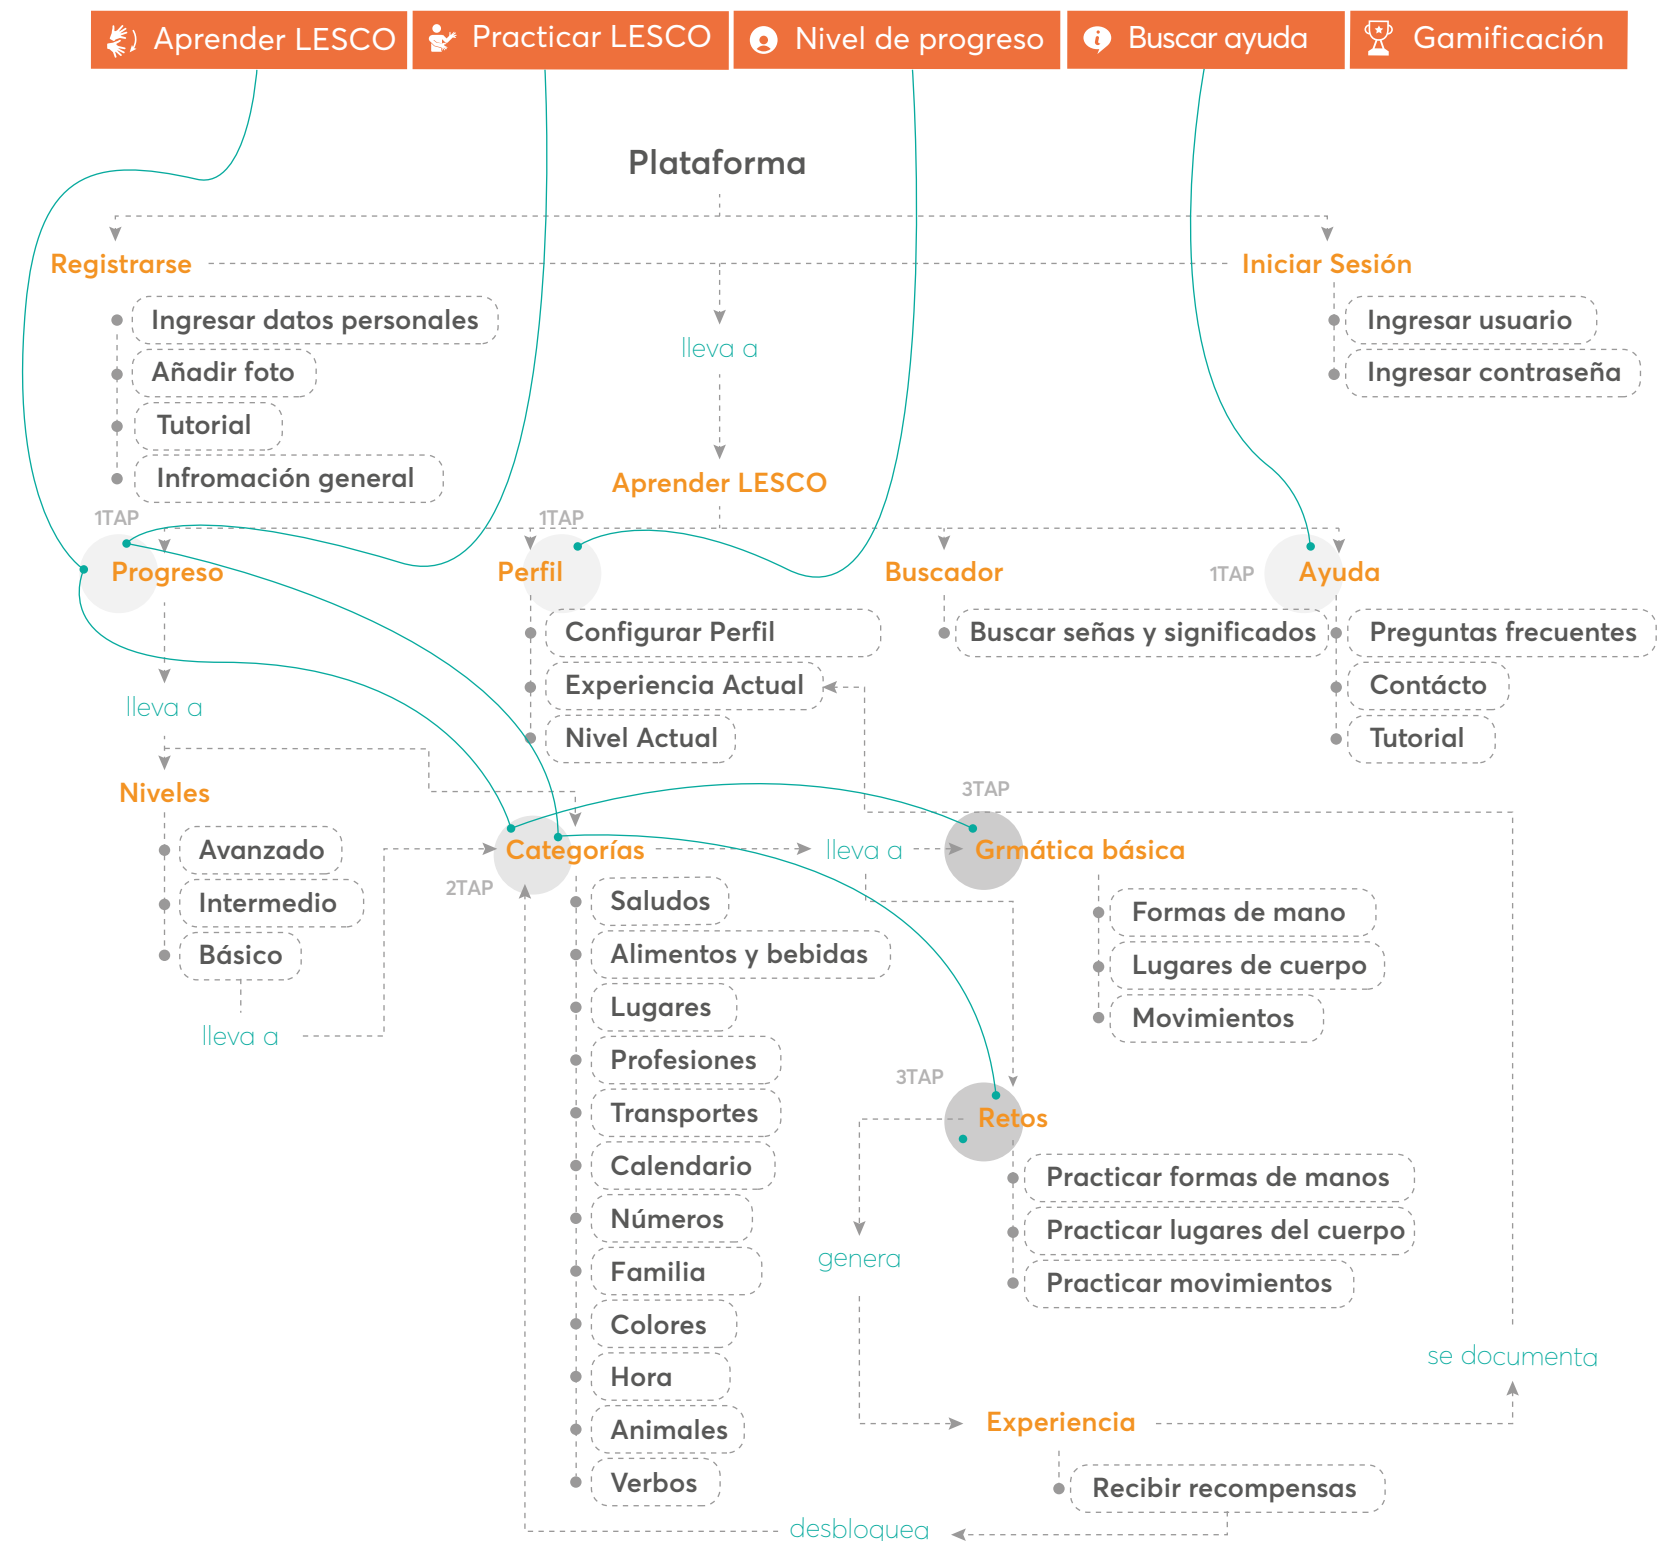 Aprender LESCO
Practicar LESCO
Nivel de progreso
Buscar ayuda
Gamificación
Plataforma
Registrarse
Iniciar Sesión
Ingresar datos personales
Añadir foto
Tutorial
Infromación general
lleva a
Ingresar usuario
Ingresar contraseña
Aprender LESCO
1TAP
Progreso
1TAP
Perfil
Buscador
1TAP
Ayuda
Configurar Perfil
Experiencia Actual
Nivel Actual
Buscar señas y significados
Preguntas frecuentes
Contácto
Tutorial
lleva a
Niveles
Avanzado
Intermedio
Básico
lleva a
Categorías
2TAP
lleva a
3TAP
Grmática básica
Saludos
Alimentos y bebidas
Lugares
Profesiones
Transportes
Calendario
Números
Familia
Colores
Hora
Animales
Verbos
Formas de mano
Lugares de cuerpo
Movimientos
3TAP
Retos
Practicar formas de manos
Practicar lugares del cuerpo
Practicar movimientos
genera
se documenta
Experiencia
Recibir recompensas
desbloquea